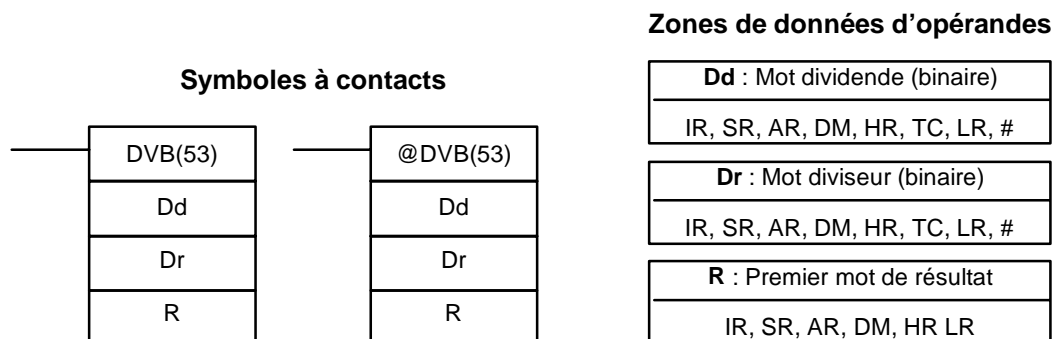 Zones de données d’opérandes
Symboles à contacts
DVB(53)
Dd
Dr
R
@DVB(53)
Dd
Dr
R
Dd : Mot dividende (binaire)
IR, SR, AR, DM, HR, TC, LR, #
Dr : Mot diviseur (binaire)
IR, SR, AR, DM, HR, TC, LR, #
R : Premier mot de résultat
IR, SR, AR, DM, HR LR